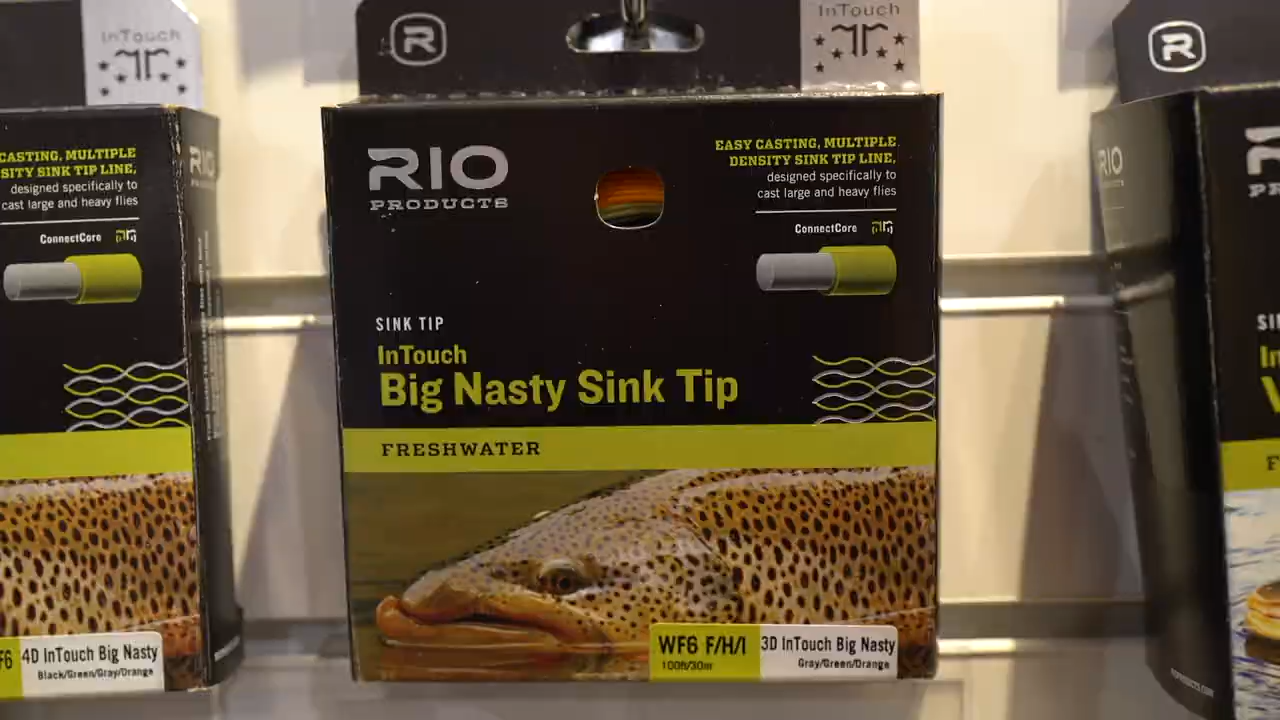 InTouch
CASTING, MULTIPLE
SITY SINK TIP LINE,
designed specifically to
cast large and heavy flies
ConnectCore
RIO
F6
4D InTouch Big Nasty
Black/Green/Gray/Orange
R
InTouch
RIO
PRODUCTS
EASY CASTING, MULTIPLE
DENSITY SINK TIP LINE,
designed specifically to
cast large and heavy flies
ConnectCore
SINK TIP
InTouch
Big Nasty Sink Tip
FRESHWATER
WF6 F/H/I
100ft/30m
3D InTouch Big Nasty
Gray/Green/Orange
R
RIO